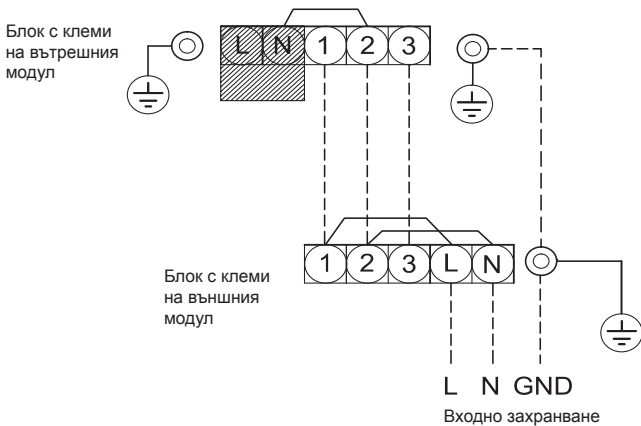 Блок с клеми
на вътрешния
модул
L N 1 2 3
1 2 3 L N
Блок с клеми
на външния
модул
L N GND
Входно захранване